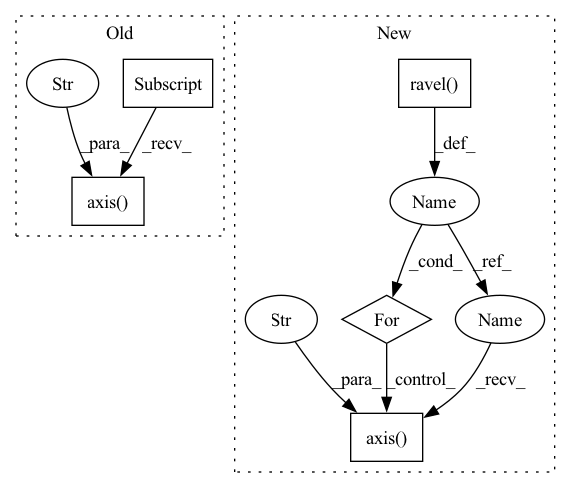 Old
New
Str
Subscript
ravel()
_para_
_recv_
_def_
axis()
Name
_cond_
_ref_
Str
For
Name
_para_
_control_
_recv_
axis()